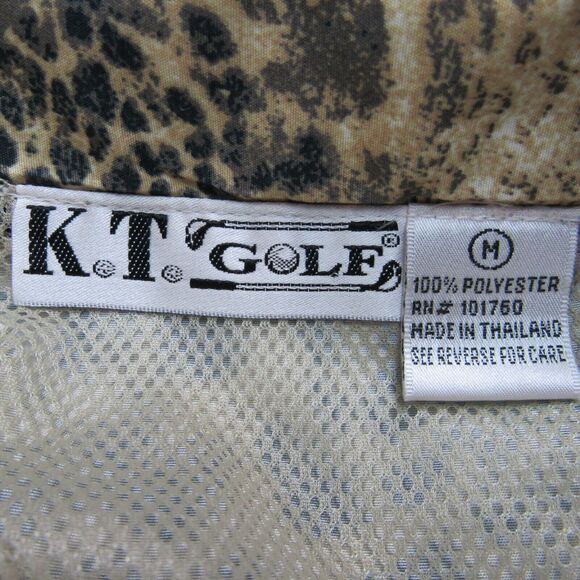 K.T. GOLF®
M
100% POLYESTER
RN# 101760
MADE IN THAILAND
SEE REVERSE FOR CARE